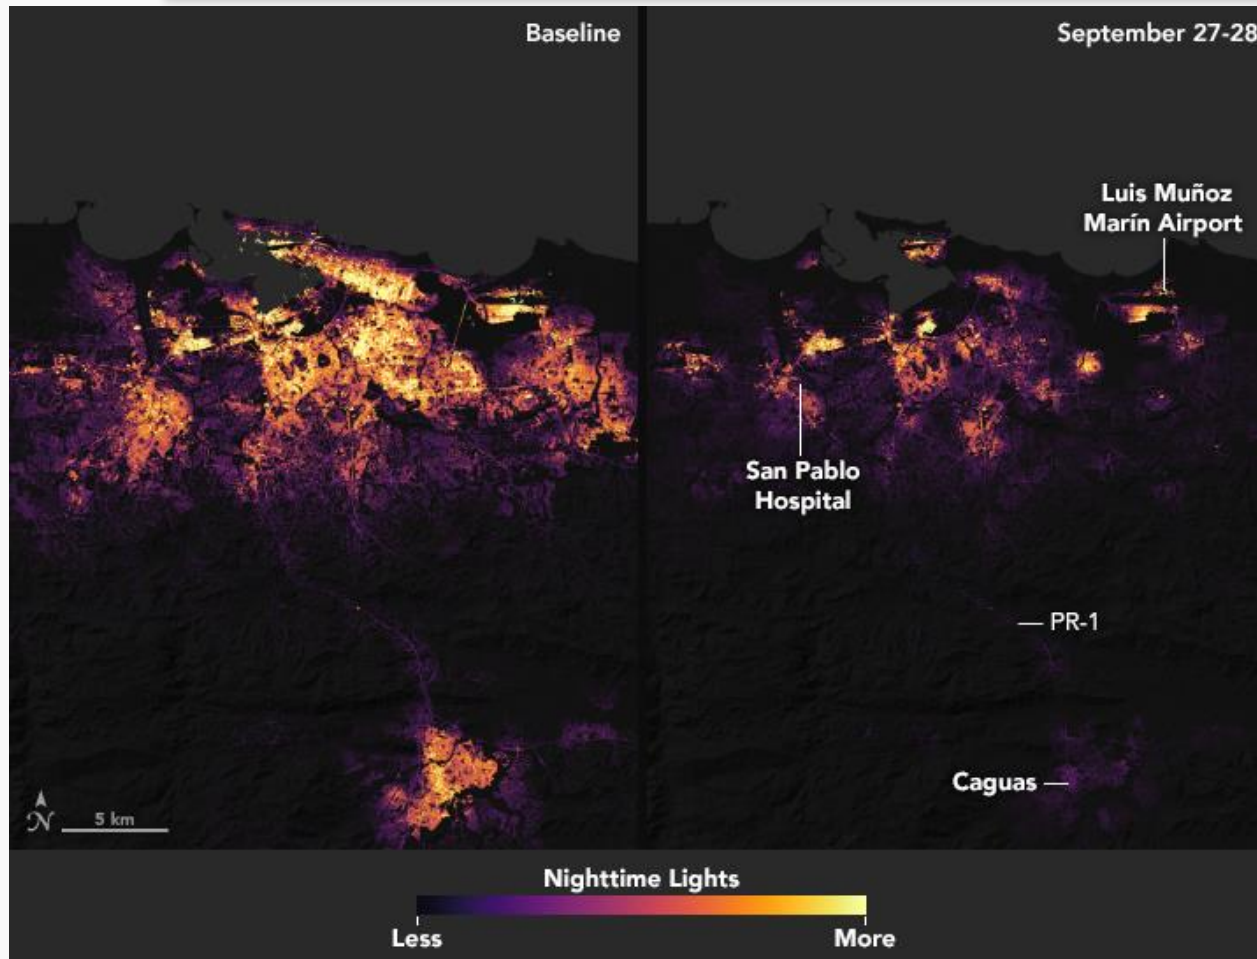 Baseline
September 27-28
Luis Muñoz
Marín Airport
San Pablo
Hospital
PR-1
Caguas
N
5 km
Nighttime Lights
Less
More